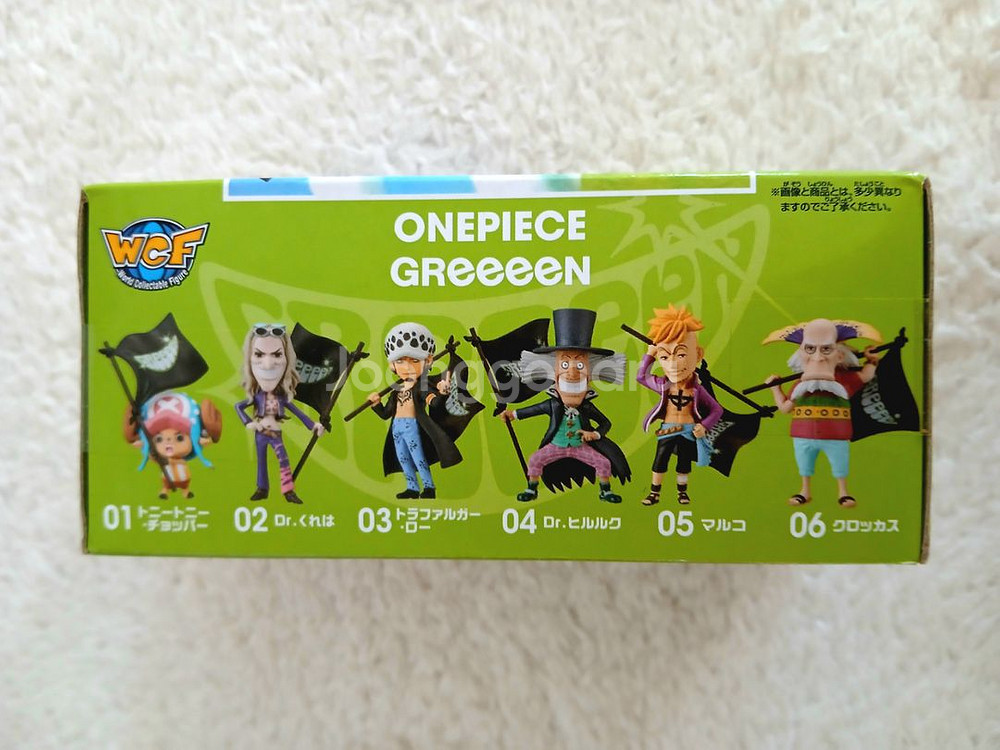 WCF
World Collectable Figure
ONEPIECE
GReeeeN
※画像と商品とは、多少異なり
ますのでご了承ください。
01 トニートニー
・チョッパー
02 Dr.くれは
03 トラファルガー
・ロー
04 Dr.ヒルルク
05 マルコ
06 クロッカス